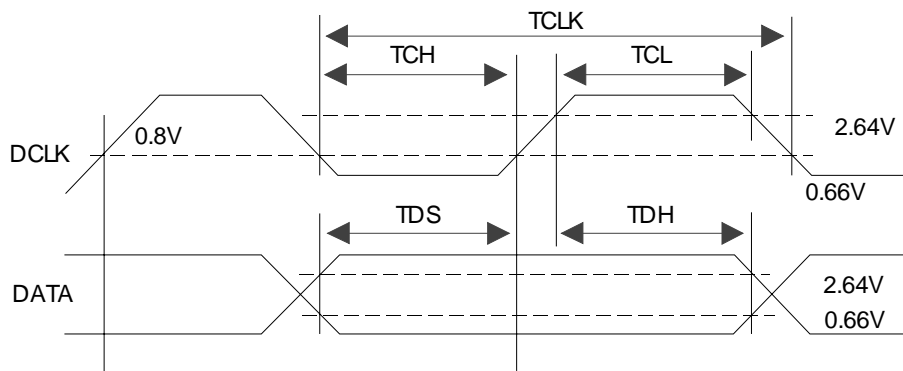 TCLK
TCH TCL
0.8V
2.64V
DCLK
0.66V
TDS TDH
2.64V
DATA
0.66V